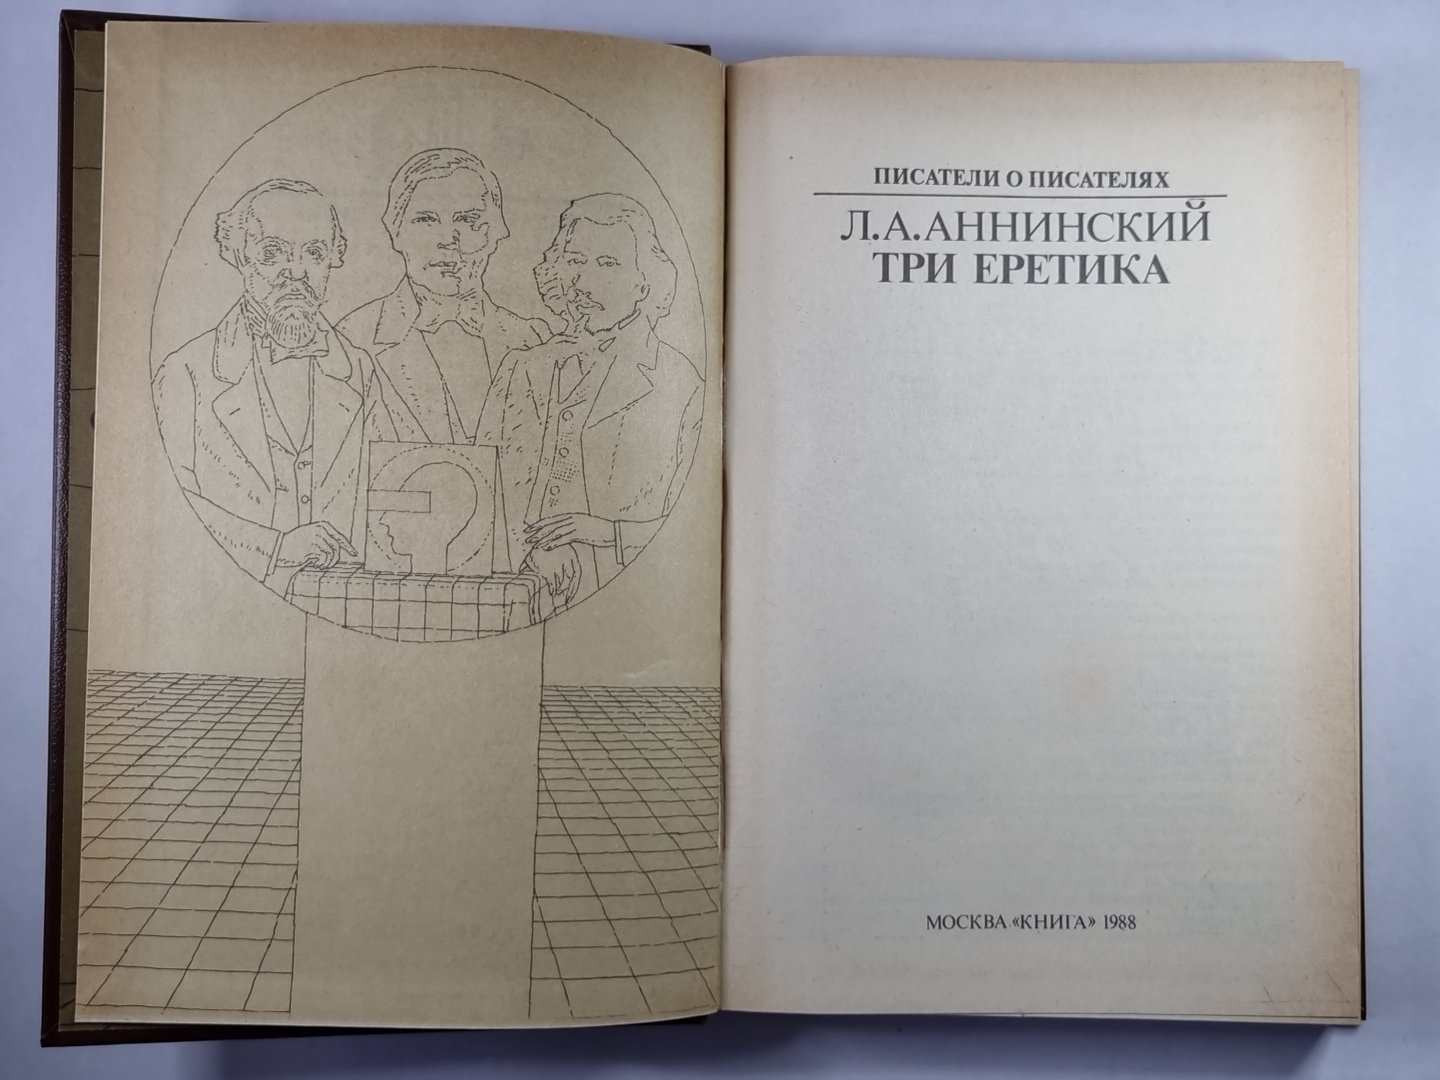 ПИСАТЕЛИ О ПИСАТЕЛЯХ
Л.А.АННИНСКИЙ
ТРИ ЕРЕТИКА
МОСКВА «КНИГА» 1988